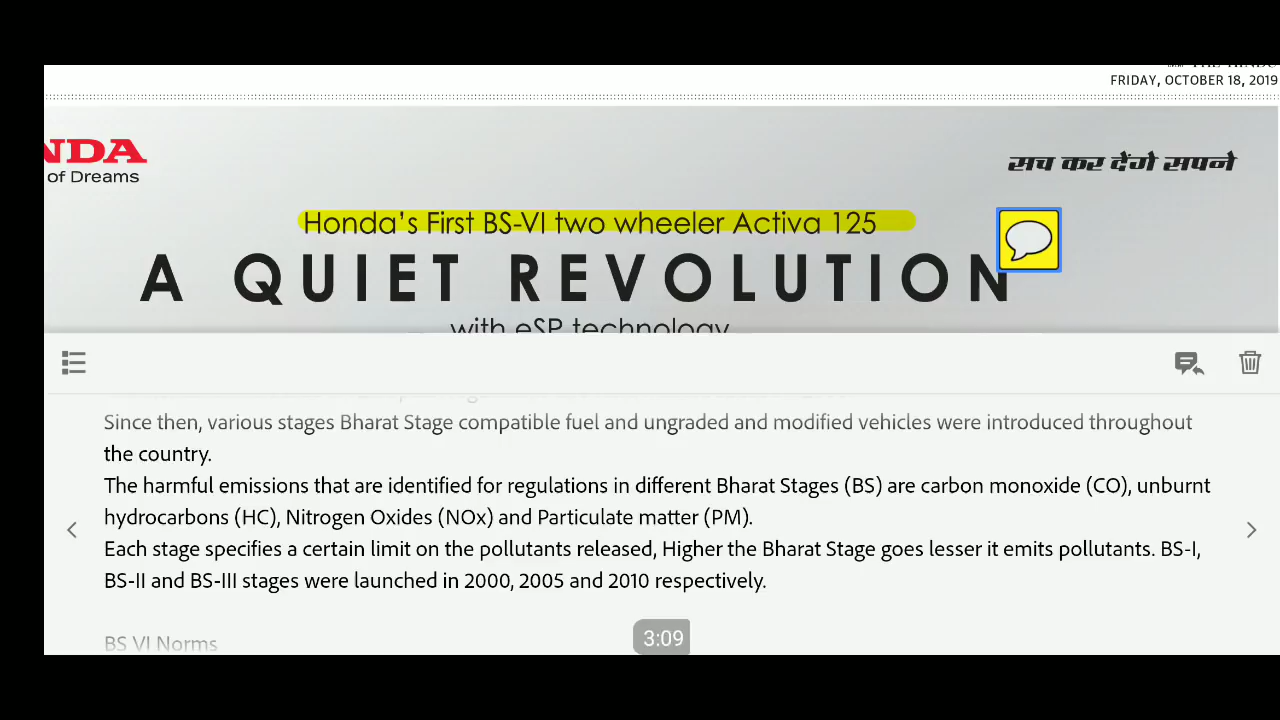 FRIDAY, OCTOBER 18, 2019
NDA
of Dreams
सच कर देंगे सपने
Honda's First BS-VI two wheeler Activa 125
A QUIET REVOLUTION
with eSP technology
Since then, various stages Bharat Stage compatible fuel and ungraded and modified vehicles were introduced throughout
the country.
The harmful emissions that are identified for regulations in different Bharat Stages (BS) are carbon monoxide (CO), unburnt
hydrocarbons (HC), Nitrogen Oxides (NOx) and Particulate matter (PM).
Each stage specifies a certain limit on the pollutants released, Higher the Bharat Stage goes lesser it emits pollutants. BS-I,
BS-II and BS-III stages were launched in 2000, 2005 and 2010 respectively.
BS VI Norms
3:09